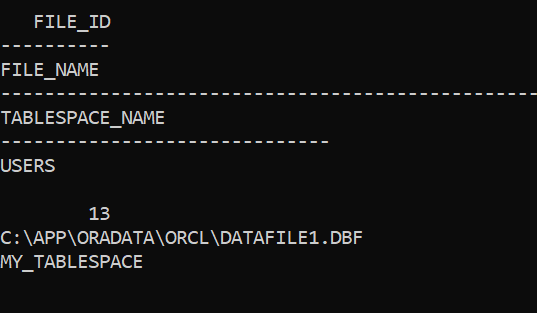 FILE_ID
----------
FILE_NAME
--------------------------------------------------
TABLESPACE_NAME
------------------------------
USERS
13
C:\APP\ORADATA\ORCL\DATAFILE1.DBF
MY_TABLESPACE